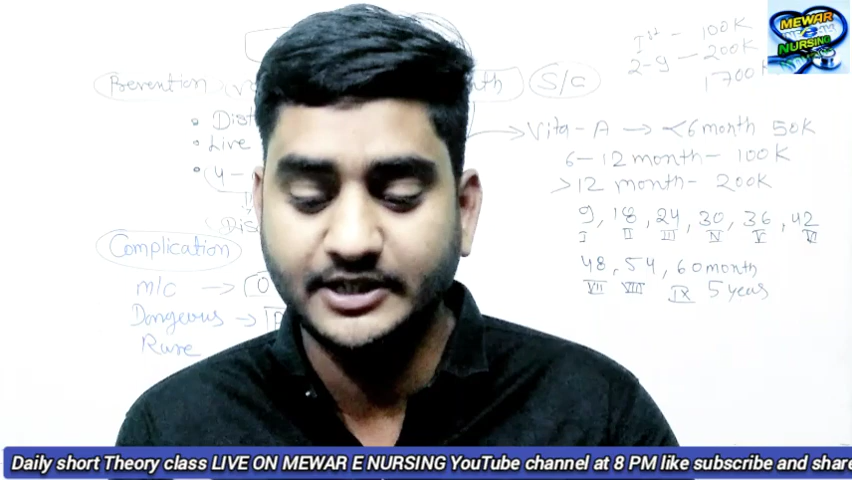 MEWAR
e
NURSING
Ist - 100K
2-9 - 200K
1700
Prevention
S/C
Dist
Live
4 -
Vita-A → <6 month 50K
6-12 month - 100K
>12 month - 200K
9, 18, 24, 30, 36, 42
I II III IV V VI
48, 54, 60 month
VII VIII IX 5 years
Complication
m/c →
Dangeous →
Rure
Daily short Theory class LIVE ON MEWAR E NURSING YouTube channel at 8 PM like subscribe and share